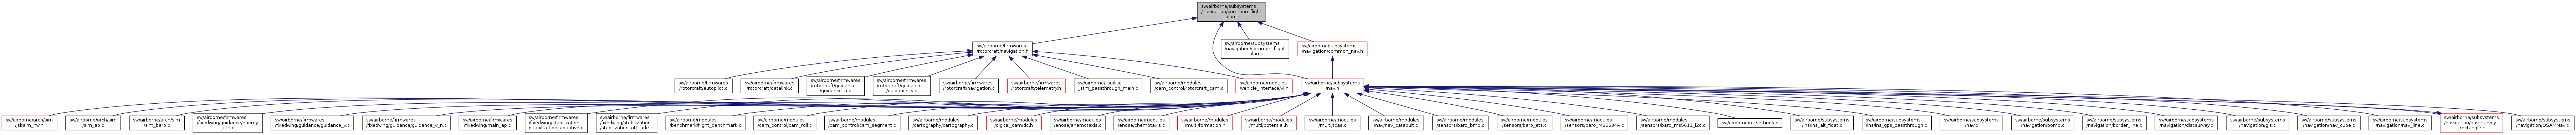 sw/airborne/subsystems
/navigation/common_flight
_plan.h
sw/airborne/firmwares
/rotorcraft/navigation.h
sw/airborne/subsystems
/navigation/common_flight
_plan.c
sw/airborne/subsystems
/navigation/common_nav.h
sw/airborne/firmwares
/rotorcraft/autopilot.c
sw/airborne/firmwares
/rotorcraft/datalink.c
sw/airborne/firmwares
/rotorcraft/guidance
/guidance_h.c
sw/airborne/firmwares
/rotorcraft/guidance
/guidance_v.c
sw/airborne/firmwares
/rotorcraft/navigation.c
sw/airborne/firmwares
/rotorcraft/telemetry.h
sw/airborne/lisa/lisa
_stm_passthrough_main.c
sw/airborne/modules
/cam_control/rotorcraft_cam.c
sw/airborne/modules
/vehicle_interface/vi.h
sw/airborne/subsystems
/nav.h
sw/airborne/arch/sim
/jsbsim_hw.h
sw/airborne/arch/sim
/sim_ap.c
sw/airborne/arch/sim
/sim_baro.c
sw/airborne/firmwares
/fixedwing/guidance/energy
_ctrl.c
sw/airborne/firmwares
/fixedwing/guidance/guidance_v.c
sw/airborne/firmwares
/fixedwing/guidance/guidance_v_n.c
sw/airborne/firmwares
/fixedwing/main_ap.c
sw/airborne/firmwares
/fixedwing/stabilization
/stabilization_adaptive.c
sw/airborne/firmwares
/fixedwing/stabilization
/stabilization_attitude.c
sw/airborne/modules
/benchmark/flight_benchmark.c
sw/airborne/modules
/cam_control/cam_roll.c
sw/airborne/modules
/cam_control/cam_segment.c
sw/airborne/modules
/cartography/cartography.c
sw/airborne/modules
/digital_cam/dc.h
sw/airborne/modules
/enose/anemotaxis.c
sw/airborne/modules
/enose/chemotaxis.c
sw/airborne/modules
/multi/formation.h
sw/airborne/modules
/multi/potential.h
sw/airborne/modules
/multi/tcas.c
sw/airborne/modules
/nav/nav_catapult.c
sw/airborne/modules
/sensors/baro_bmp.c
sw/airborne/modules
/sensors/baro_ets.c
sw/airborne/modules
/sensors/baro_MS5534A.c
sw/airborne/modules
/sensors/baro_ms5611_i2c.c
sw/airborne/rc_settings.c
sw/airborne/subsystems
/ins/ins_alt_float.c
sw/airborne/subsystems
/ins/ins_gps_passthrough.c
sw/airborne/subsystems
/nav.c
sw/airborne/subsystems
/navigation/bomb.c
sw/airborne/subsystems
/navigation/border_line.c
sw/airborne/subsystems
/navigation/discsurvey.c
sw/airborne/subsystems
/navigation/gls.c
sw/airborne/subsystems
/navigation/nav_cube.c
sw/airborne/subsystems
/navigation/nav_line.c
sw/airborne/subsystems
/navigation/nav_survey
_rectangle.h
sw/airborne/subsystems
/navigation/OSAMNav.c